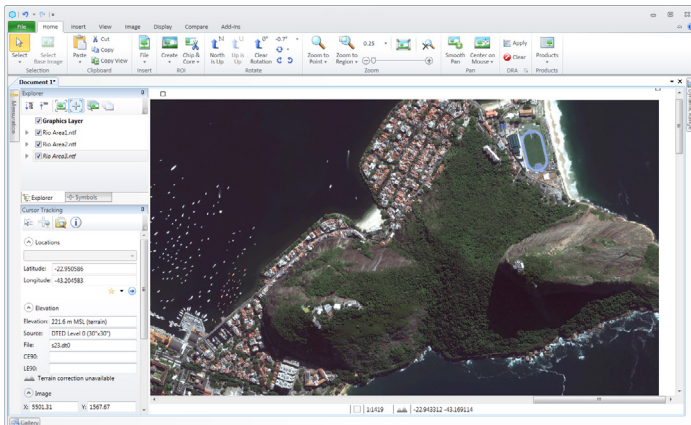 File Home Insert View Image Display Compare Add-ins
Select
Select Base Image
Selection
Paste
Cut
Copy
Copy View
Clipboard
File
Insert
Create
Chip & Core
ROI
North is Up
Up is Up
Clear Rotation
0°
-0.7°
Rotate
Zoom to Point
Zoom to Region
0.25
Zoom
Smooth Pan
Center on Mouse
Pan
Apply
Clear
DRA
Products
Products
Document 1*
Explorer
Graphics Layer
Rio Area1.ntf
Rio Area2.ntf
Rio Area3.ntf
Explorer Symbols
Cursor Tracking
Locations
Latitude: -22.950586
Longitude: -43.204583
Elevation
Elevation: 221.6 m MSL (terrain)
Source: DTED Level 0 (30"x30")
File: s23.dt0
CE90:
LE90:
Terrain correction unavailable
Image
X: 5501.31 Y: 1567.67
1:1419 -22.943312 -43.169114
Gallery